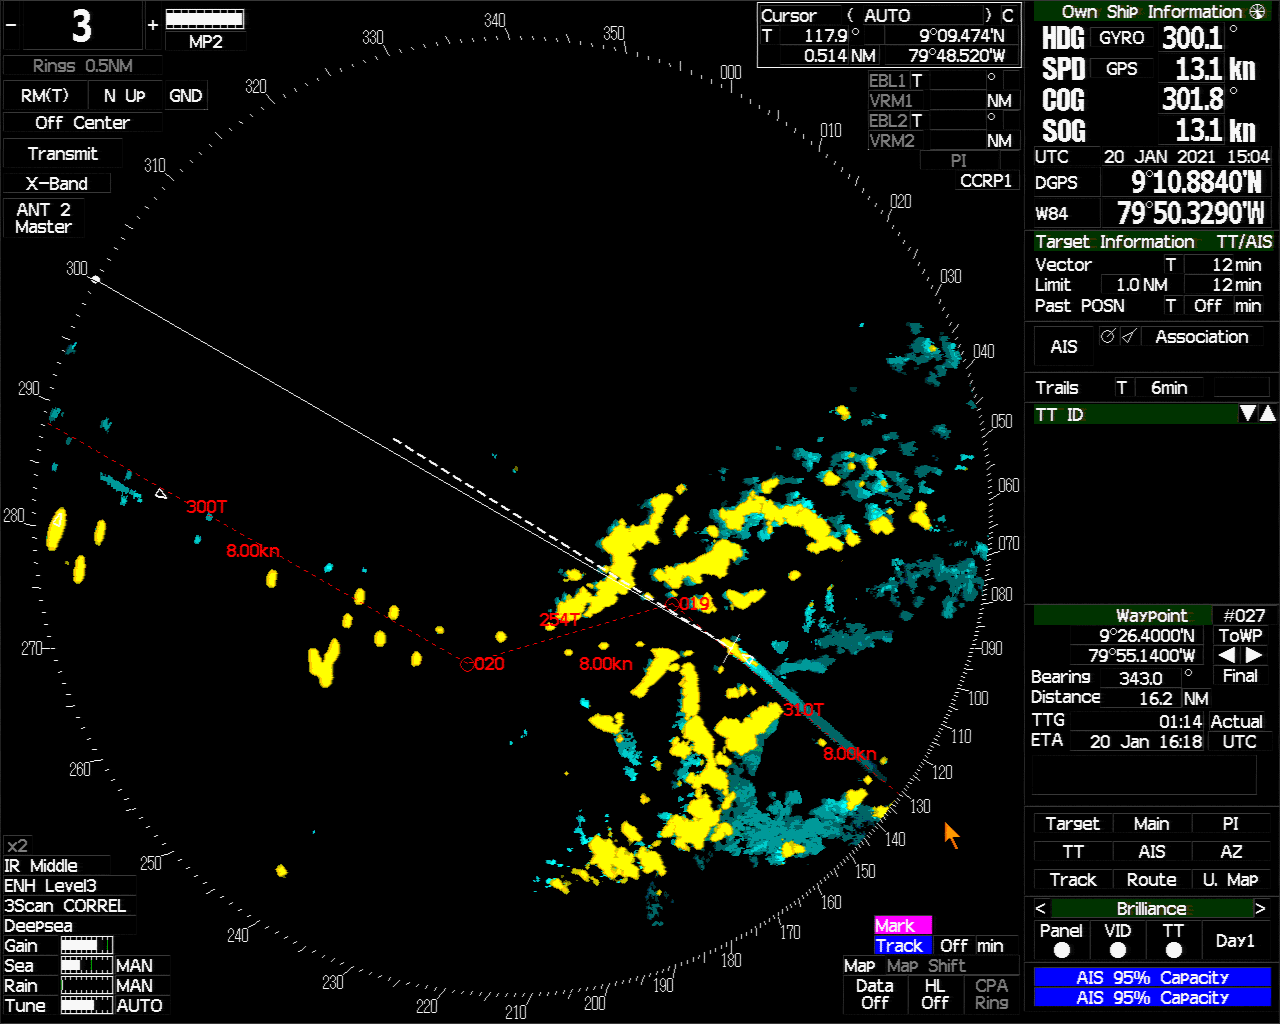 - 3 + MP2
Rings 0.5NM
RM(T) N Up GND
Off Center
Transmit
X-Band
ANT 2
Master
Cursor ( AUTO ) C
T 117.9° 9°09.474'N
0.514 NM 79°48.520'W
EBL1 T °
VRM1 NM
EBL2 T °
VRM2 NM
PI
CCRP1
340
350
330
000
320
010
310
020
300
030
040
290
050
060
280
070
080
270
090
100
110
260
120
130
140
250
150
160
240
170
180
230
190
220
200
210
300T
8.00kn
019
254T
020
8.00kn
310T
8.00kn
x2
IR Middle
ENH Level3
3Scan CORREL
Deepsea
Gain
Sea MAN
Rain MAN
Tune AUTO
Mark
Track Off min
Map Map Shift
Data Off HL Off CPA Ring
Own Ship Information
HDG GYRO 300.1 °
SPD GPS 13.1 kn
COG 301.8 °
SOG 13.1 kn
UTC 20 JAN 2021 15:04
DGPS 9°10.8840'N
W84 79°50.3290'W
Target Information TT/AIS
Vector T 12 min
Limit 1.0 NM 12 min
Past POSN T Off min
AIS Association
Trails T 6min
TT ID ▼▲
Waypoint #027
9°26.4000'N ToWP
79°55.1400'W ◀ ▶
Bearing 343.0 ° Final
Distance 16.2 NM
TTG 01:14 Actual
ETA 20 Jan 16:18 UTC
Target Main PI
TT AIS AZ
Track Route U. Map
< Brilliance >
Panel VID TT Day1
AIS 95% Capacity
AIS 95% Capacity